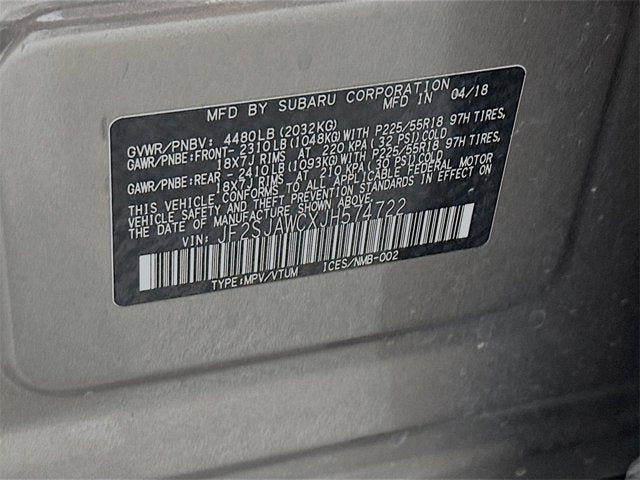 MFD BY SUBARU CORPORATION
MFD IN 04/18
GVWR/PNBV: 4480LB (2032KG)
GAWR/PNBE:FRONT-2310LB (1048KG)WITH P225/55R18 97H TIRES,
18x7J RIMS AT 220 KPA (32 PSI)COLD
GAWR/PNBE:REAR - 2410LB (1093KG)WITH P225/55R18 97H TIRES,
18x7J RIMS AT 210 KPA (30 PSI)COLD.
THIS VEHICLE CONFORMS TO ALL APPLICABLE FEDERAL MOTOR
VEHICLE SAFETY AND THEFT PREVENTION STANDARDS IN EFFECT ON
THE DATE OF MANUFACTURE SHOWN ABOVE.
VIN: JF2SJAWCXJH574722
TYPE:MPV/VTUM ICES/NMB-002